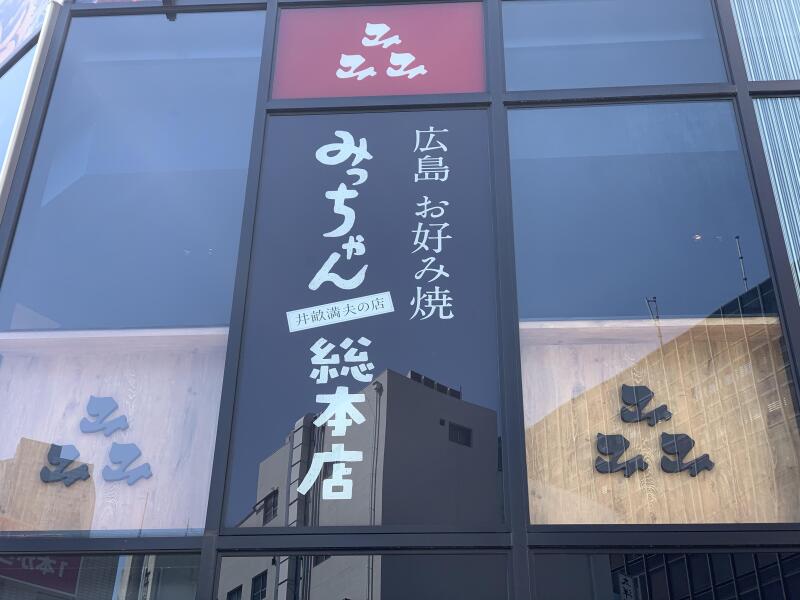 広島 お好み焼
みっちゃん
井畝満夫の店
総本店